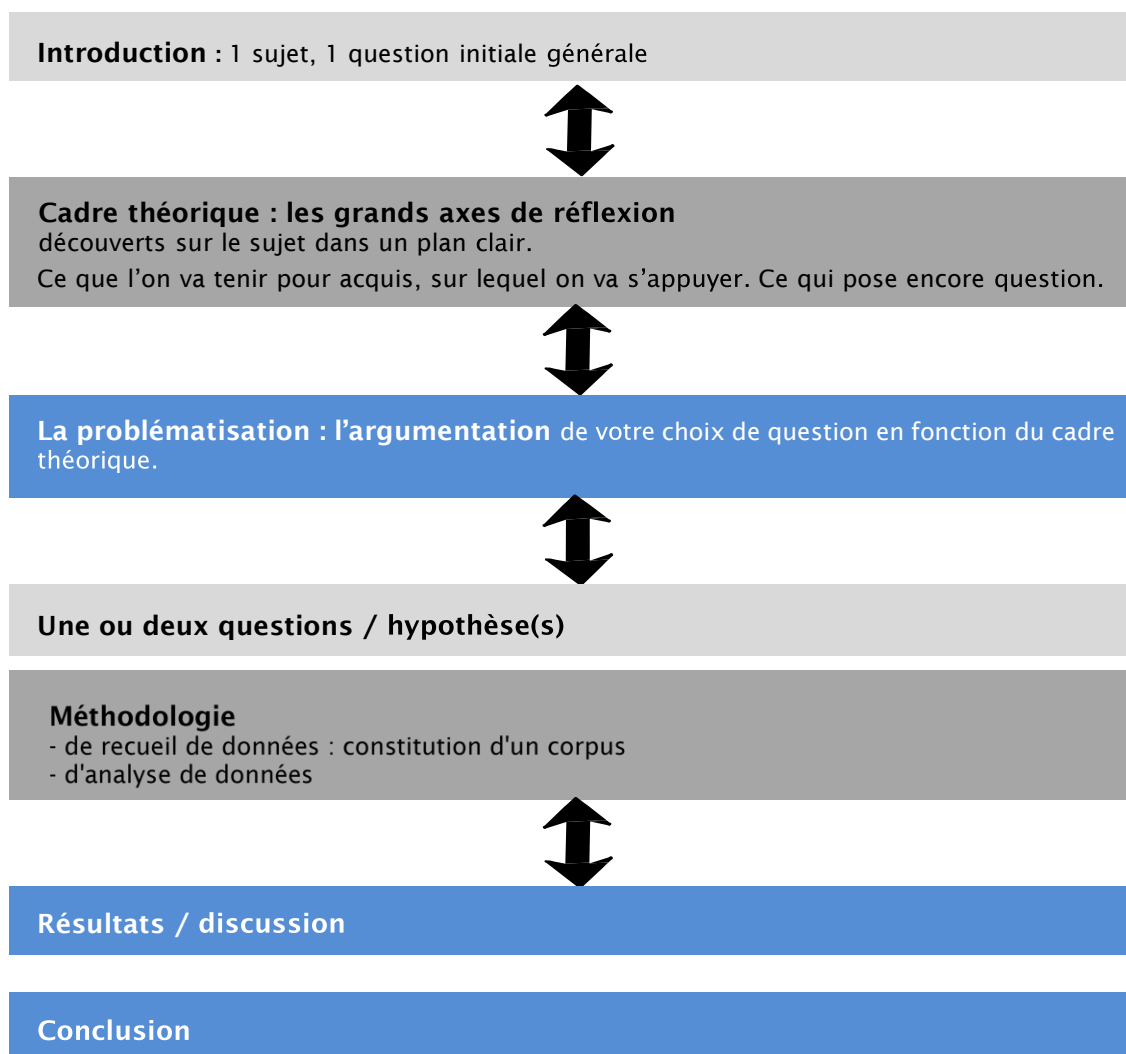 Introduction : 1 sujet, 1 question initiale générale
Cadre théorique : les grands axes de réflexion
découverts sur le sujet dans un plan clair.
Ce que l’on va tenir pour acquis, sur lequel on va s’appuyer. Ce qui pose encore question.
La problématisation : l’argumentation de votre choix de question en fonction du cadre
théorique.
Une ou deux questions / hypothèse(s)
Méthodologie
- de recueil de données : constitution d'un corpus
- d'analyse de données
Résultats / discussion
Conclusion